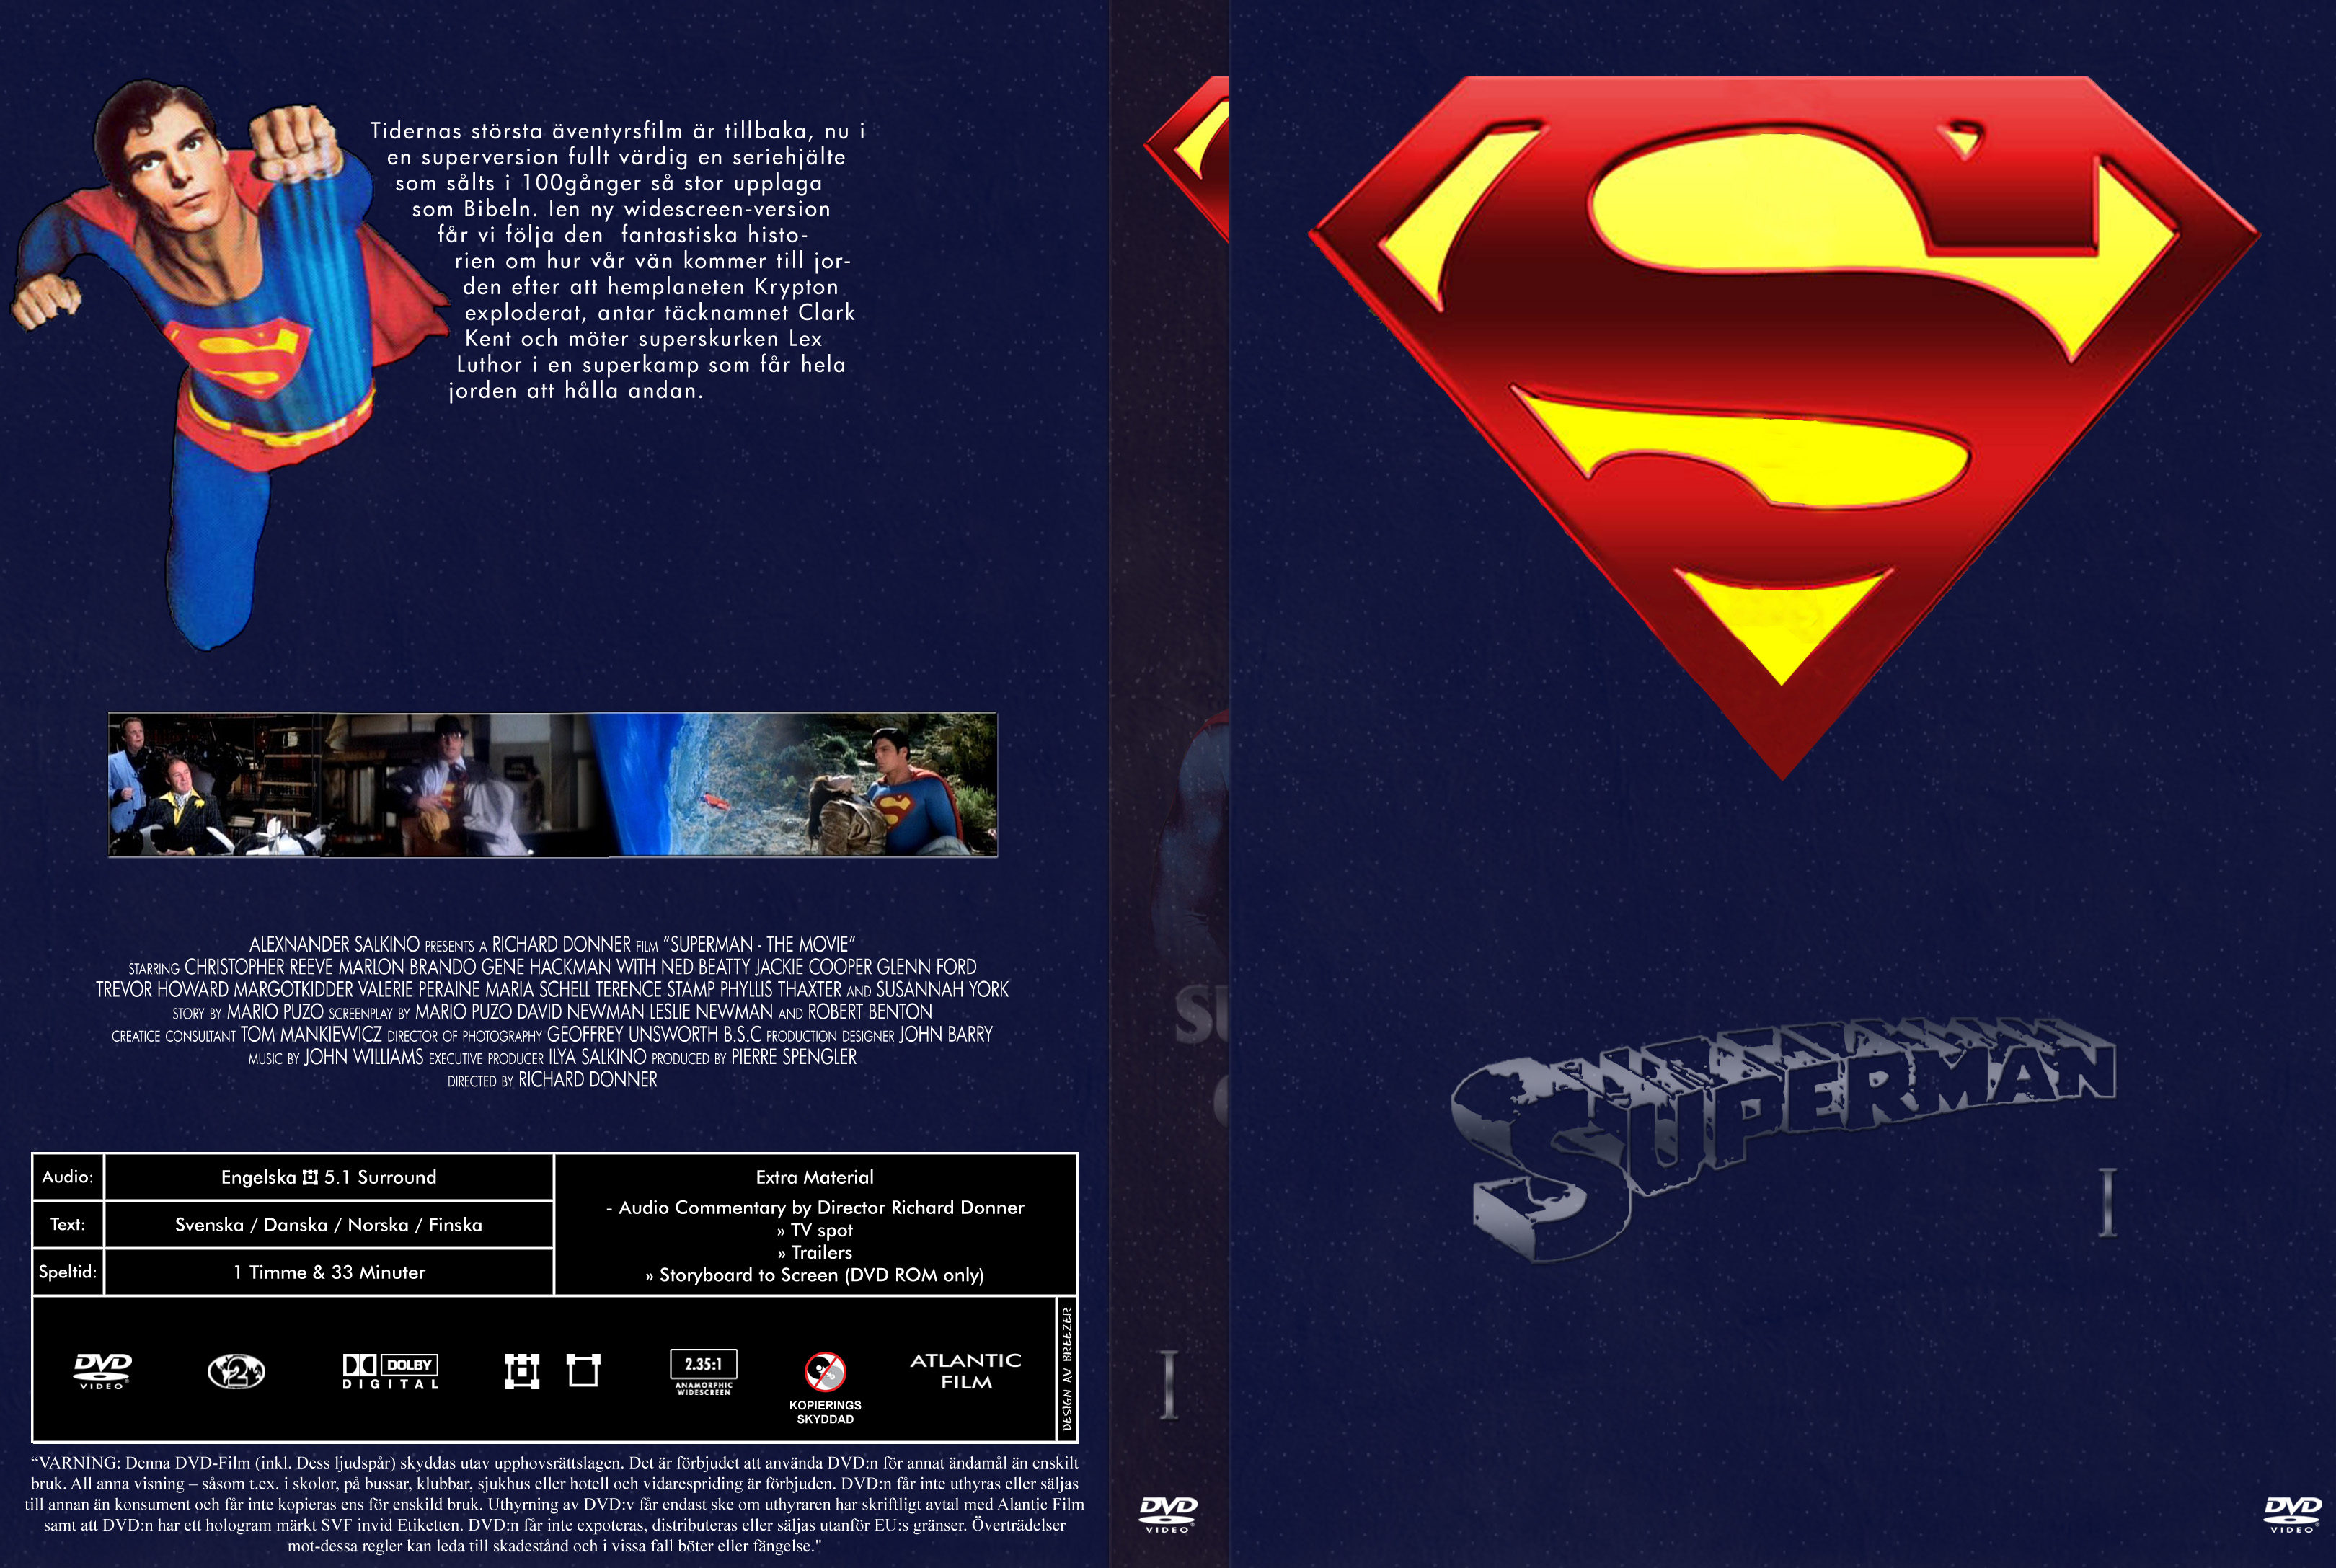 Tidernas största äventyrsfilm är tillbaka, nu i
en superversion fullt värdig en seriehjälte
som sålts i 100gånger så stor upplaga
som Bibeln. Ien ny widescreen-version
får vi följa den fantastiska histo-
rien om hur vår vän kommer till jor-
den efter att hemplaneten Krypton
exploderat, antar täcknamnet Clark
Kent och möter superskurken Lex
Luthor i en superkamp som får hela
jorden att hålla andan.
ALEXNANDER SALKINO PRESENTS A RICHARD DONNER FILM “SUPERMAN - THE MOVIE”
STARRING CHRISTOPHER REEVE MARLON BRANDO GENE HACKMAN WITH NED BEATTY JACKIE COOPER GLENN FORD
TREVOR HOWARD MARGOTKIDDER VALERIE PERAINE MARIA SCHELL TERENCE STAMP PHYLLIS THAXTER AND SUSANNAH YORK
STORY BY MARIO PUZO SCREENPLAY BY MARIO PUZO DAVID NEWMAN LESLIE NEWMAN AND ROBERT BENTON
CREATICE CONSULTANT TOM MANKIEWICZ DIRECTOR OF PHOTOGRAPHY GEOFFREY UNSWORTH B.S.C PRODUCTION DESIGNER JOHN BARRY
MUSIC BY JOHN WILLIAMS EXECUTIVE PRODUCER ILYA SALKINO PRODUCED BY PIERRE SPENGLER
DIRECTED BY RICHARD DONNER
Audio: Engelska 5.1 Surround
Text: Svenska / Danska / Norska / Finska
Speltid: 1 Timme & 33 Minuter
Extra Material
- Audio Commentary by Director Richard Donner
» TV spot
» Trailers
» Storyboard to Screen (DVD ROM only)
DVD
VIDEO
2
DOLBY
DIGITAL
2.35:1
ANAMORPHIC
WIDESCREEN
KOPIERINGS
SKYDDAD
ATLANTIC
FILM
DESIGN AV BREEZER
“VARNING: Denna DVD-Film (inkl. Dess ljudspår) skyddas utav upphovsrättslagen. Det är förbjudet att använda DVD:n för annat ändamål än enskilt
bruk. All anna visning – såsom t.ex. i skolor, på bussar, klubbar, sjukhus eller hotell och vidarespriding är förbjuden. DVD:n får inte uthyras eller säljas
till annan än konsument och får inte kopieras ens för enskild bruk. Uthyrning av DVD:v får endast ske om uthyraren har skriftligt avtal med Alantic Film
samt att DVD:n har ett hologram märkt SVF invid Etiketten. DVD:n får inte expoteras, distributeras eller säljas utanför EU:s gränser. Överträdelser
mot-dessa regler kan leda till skadestånd och i vissa fall böter eller fängelse."
I
DVD
VIDEO
S
SUPERMAN
I
DVD
VIDEO